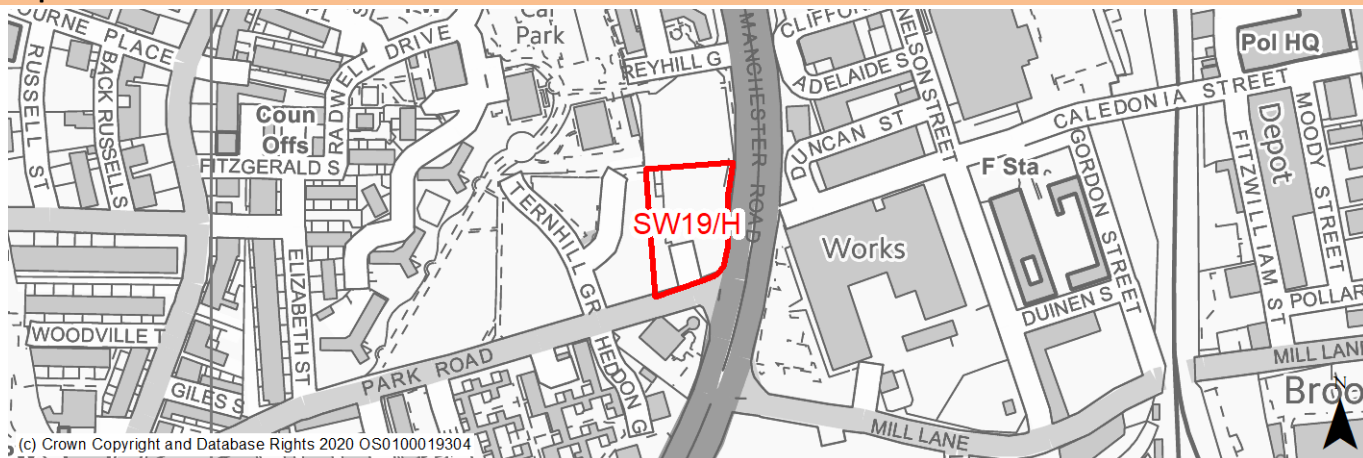 OURNE PLACE
RUSSELL ST
BACK RUSSELLS
Coun
Offs
FITZGERALD S
RADWELL DRIVE
Car
Park
REYHILL G
MANCHESTER ROAD
CLIFFOR
ADELAIDE S
NELSON STREET
DUNCAN ST
CALEDONIA STREET
Pol HQ
Depot
MOODY STREET
FITZWILLIAM ST
F Sta
GORDON STREET
SW19/H
Works
TERNHILL GR
ELIZABETH ST
WOODVILLE T
GILES S
PARK ROAD
HEDDON G
DUINEN S
POLLAR
MILL LANE
MILL LANE
Broo
N
(c) Crown Copyright and Database Rights 2020 OS0100019304